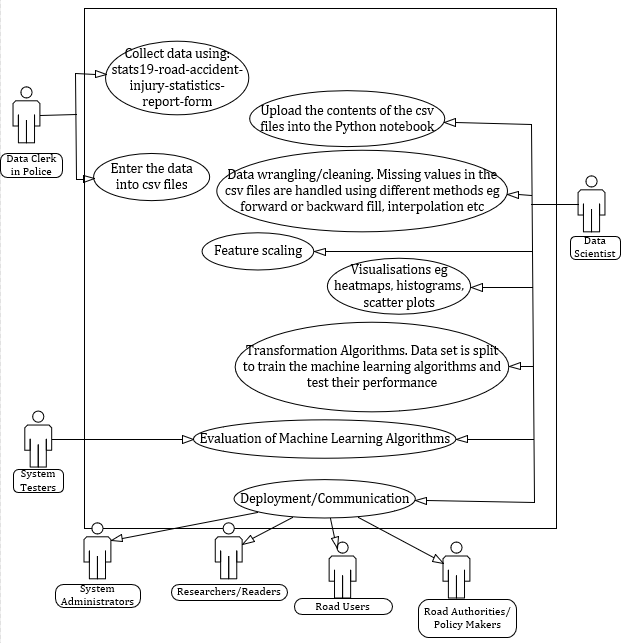 Collect data using:
stats19-road-accident-
injury-statistics-
report-form
Upload the contents of the csv
files into the Python notebook
Data Clerk
in Police
Enter the data
into csv files
Data wrangling/cleaning. Missing values in the
csv files are handled using different methods eg
forward or backward fill, interpolation etc
Data
Scientist
Feature scaling
Visualisations eg
heatmaps, histograms,
scatter plots
Transformation Algorithms. Data set is split
to train the machine learning algorithms and
test their performance
Evaluation of Machine Learning Algorithms
System
Testers
Deployment/Communication
System
Administrators
Researchers/Readers
Road Users
Road Authorities/
Policy Makers